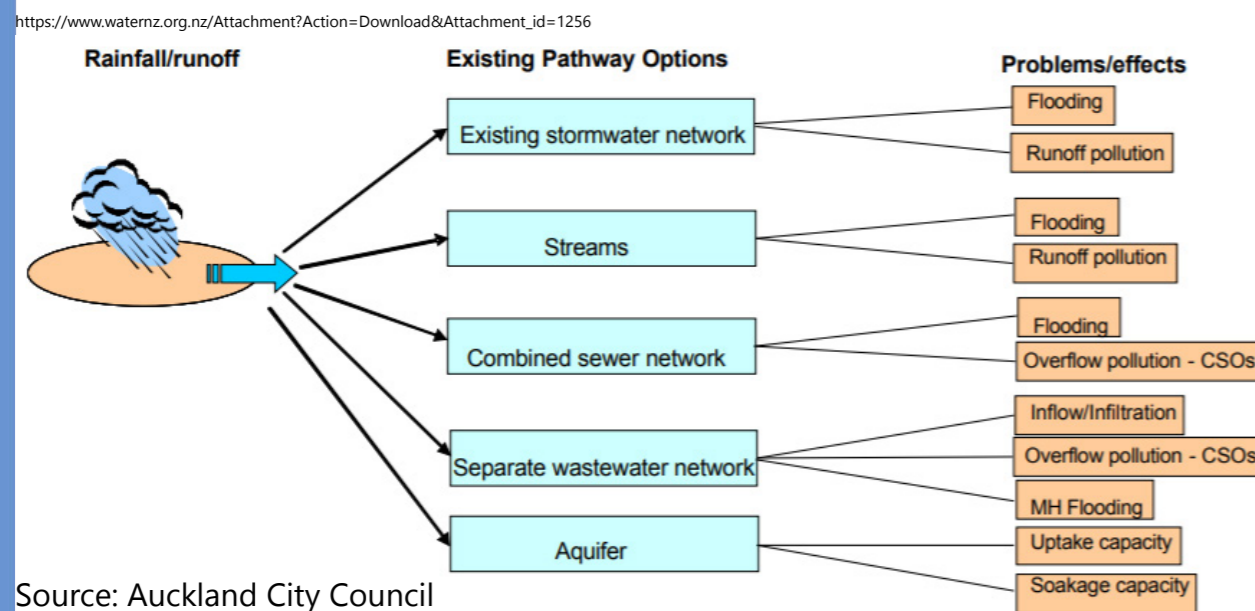 https://www.waternz.org.nz/Attachment?Action=Download&Attachment_id=1256
Rainfall/runoff
Existing Pathway Options
Problems/effects
Existing stormwater network
Flooding
Runoff pollution
Streams
Flooding
Runoff pollution
Combined sewer network
Flooding
Overflow pollution - CSOs
Separate wastewater network
Inflow/Infiltration
Overflow pollution - CSOs
MH Flooding
Aquifer
Uptake capacity
Soakage capacity
Source: Auckland City Council